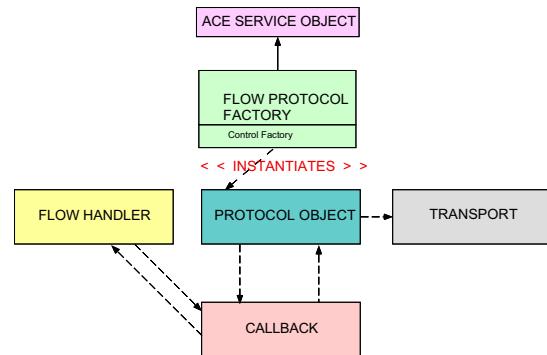 ACE SERVICE OBJECT
FLOW PROTOCOL
FACTORY
Control Factory
< < INSTANTIATES > >
FLOW HANDLER
PROTOCOL OBJECT
TRANSPORT
CALLBACK